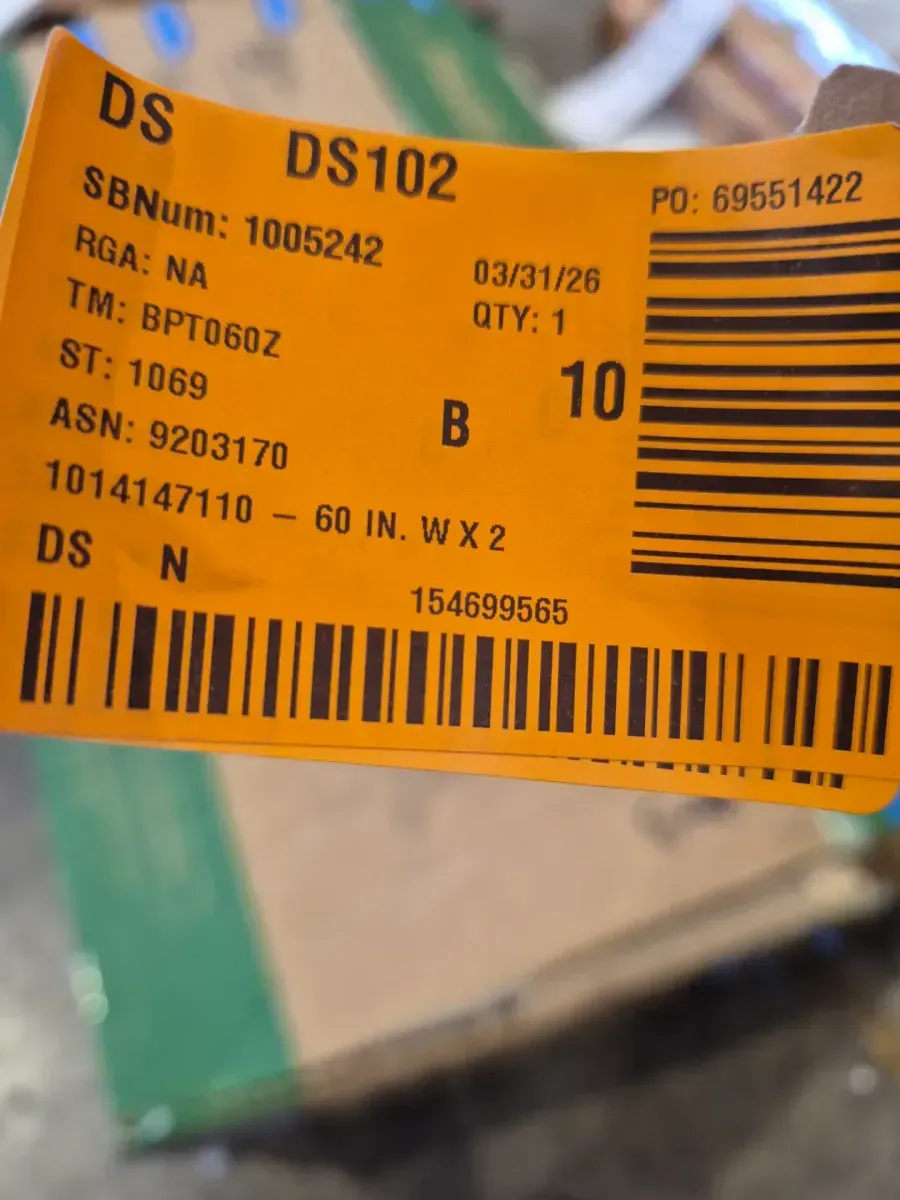 DS DS102
PO: 69551422
SBNum: 1005242
RGA: NA
03/31/26
TM: BPT060Z
QTY: 1
ST: 1069
B 10
ASN: 9203170
1014147110 – 60 IN. W X 2
DS N
154699565